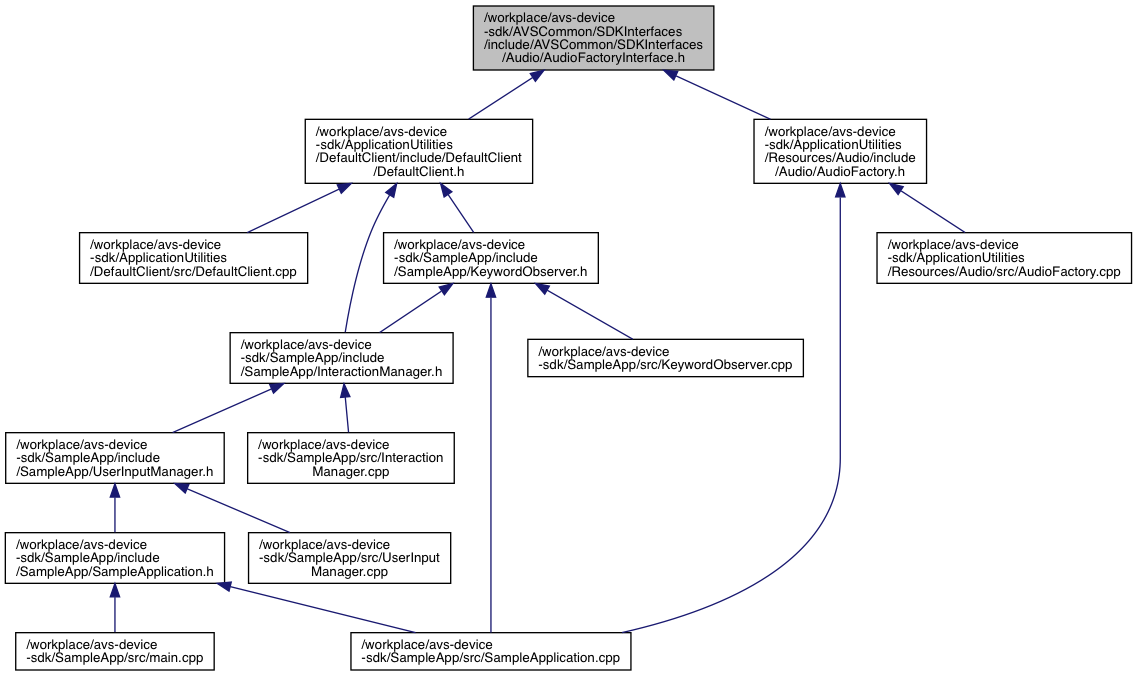 /workplace/avs-device
-sdk/AVSCommon/SDKInterfaces
/include/AVSCommon/SDKInterfaces
/Audio/AudioFactoryInterface.h
/workplace/avs-device
-sdk/ApplicationUtilities
/DefaultClient/include/DefaultClient
/DefaultClient.h
/workplace/avs-device
-sdk/ApplicationUtilities
/Resources/Audio/include
/Audio/AudioFactory.h
/workplace/avs-device
-sdk/ApplicationUtilities
/DefaultClient/src/DefaultClient.cpp
/workplace/avs-device
-sdk/SampleApp/include
/SampleApp/KeywordObserver.h
/workplace/avs-device
-sdk/ApplicationUtilities
/Resources/Audio/src/AudioFactory.cpp
/workplace/avs-device
-sdk/SampleApp/include
/SampleApp/InteractionManager.h
/workplace/avs-device
-sdk/SampleApp/src/KeywordObserver.cpp
/workplace/avs-device
-sdk/SampleApp/include
/SampleApp/UserInputManager.h
/workplace/avs-device
-sdk/SampleApp/src/Interaction
Manager.cpp
/workplace/avs-device
-sdk/SampleApp/include
/SampleApp/SampleApplication.h
/workplace/avs-device
-sdk/SampleApp/src/UserInput
Manager.cpp
/workplace/avs-device
-sdk/SampleApp/src/main.cpp
/workplace/avs-device
-sdk/SampleApp/src/SampleApplication.cpp